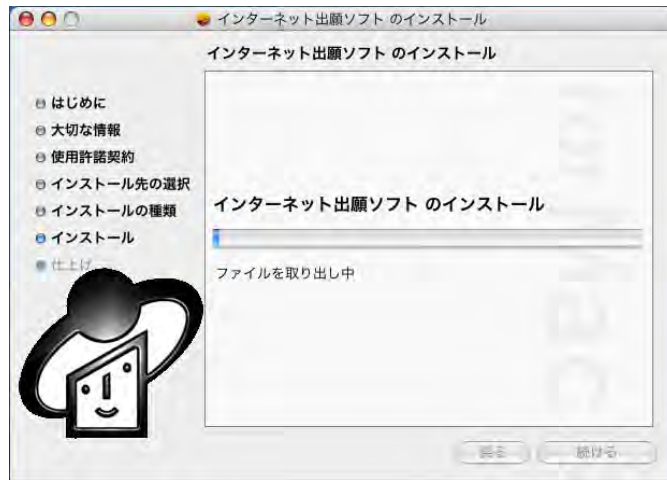 インターネット出願ソフト のインストール
インターネット出願ソフト のインストール
はじめに
大切な情報
使用許諾契約
インストール先の選択
インストールの種類
インストール
仕上げ
インターネット出願ソフト のインストール
ファイルを取り出し中
for Mac
戻る
続ける